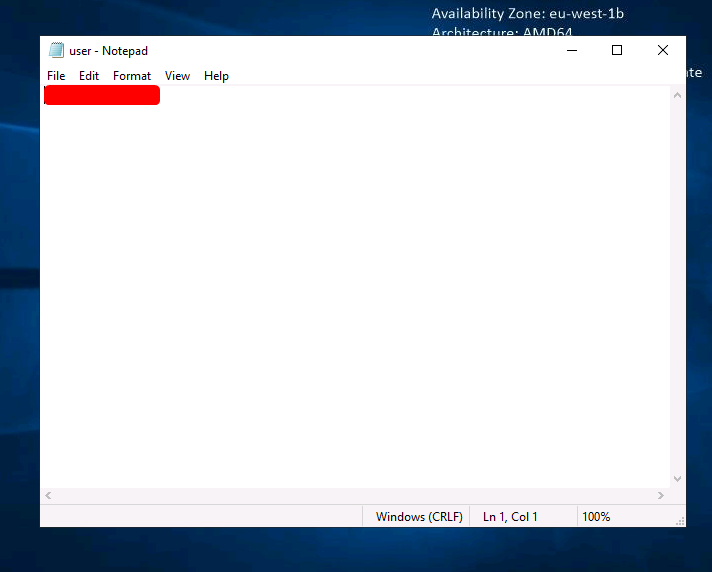 Availability Zone: eu-west-1b
Architecture: AMD64
user - Notepad
File Edit Format View Help
Windows (CRLF) Ln 1, Col 1 100%